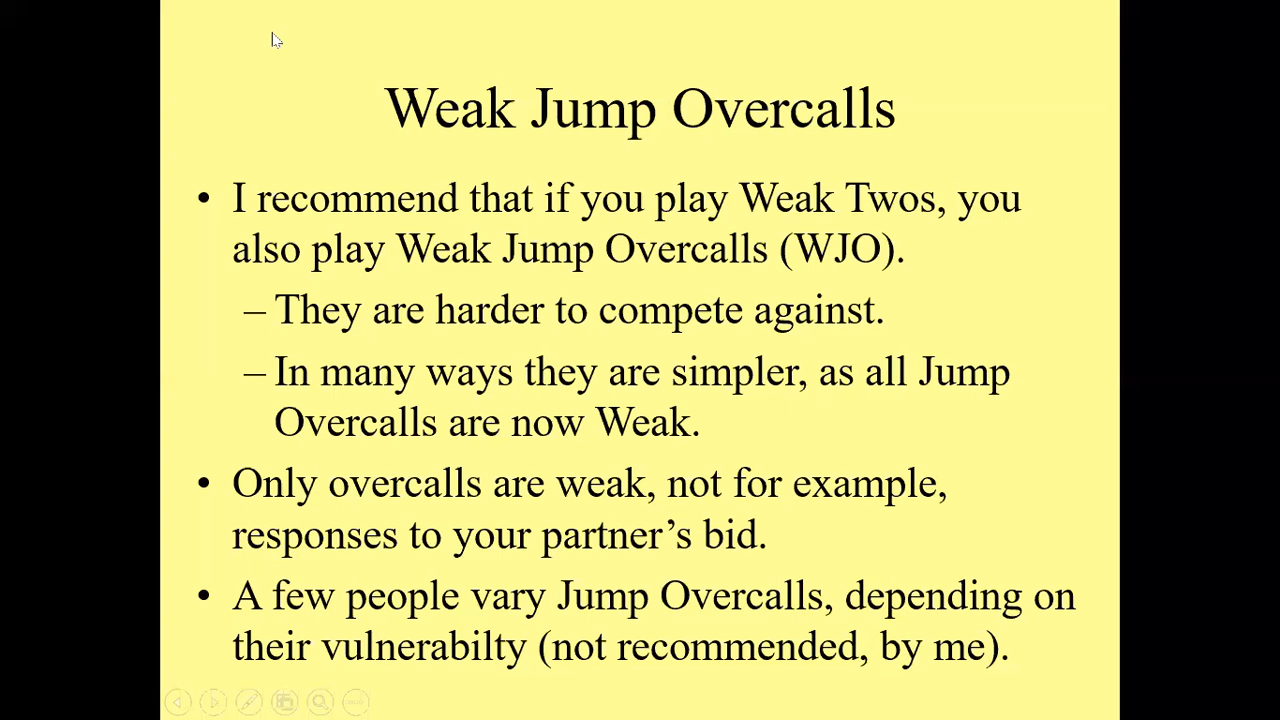 Weak Jump Overcalls
• I recommend that if you play Weak Twos, you
also play Weak Jump Overcalls (WJO).
– They are harder to compete against.
– In many ways they are simpler, as all Jump
Overcalls are now Weak.
• Only overcalls are weak, not for example,
responses to your partner’s bid.
• A few people vary Jump Overcalls, depending on
their vulnerabilty (not recommended, by me).